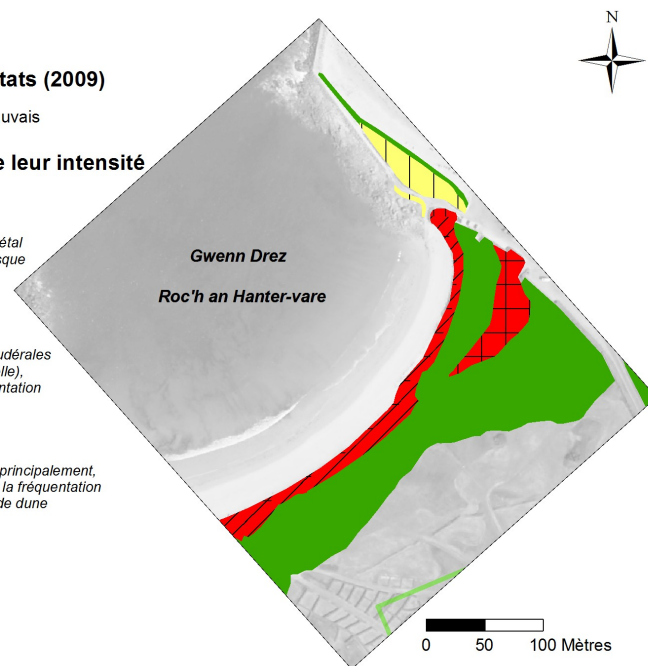 N
tats (2009)
uvais
e leur intensité
étal
sque
Gwenn Drez
Roc'h an Hanter-vare
udérales
lle),
entation
principalement,
la fréquentation
de dune
0 50 100 Mètres